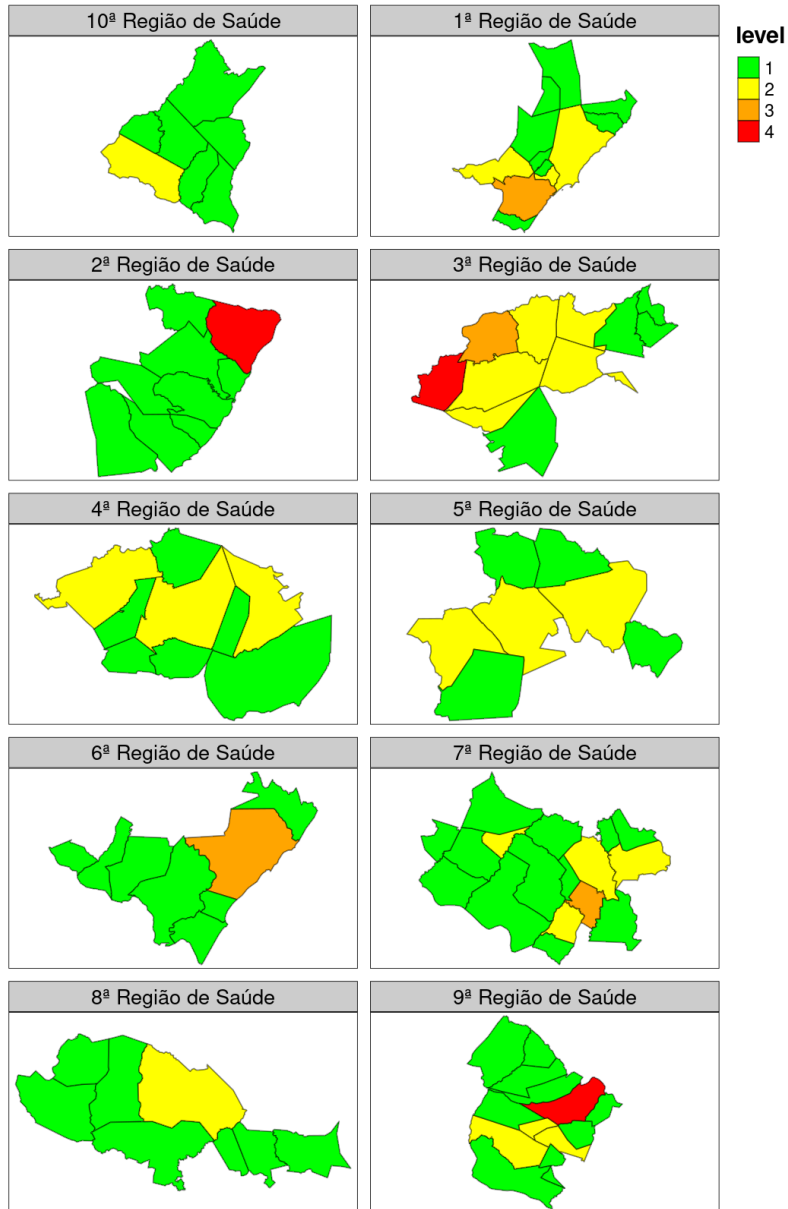 10ª Região de Saúde
1ª Região de Saúde
level
1
2
3
4
2ª Região de Saúde
3ª Região de Saúde
4ª Região de Saúde
5ª Região de Saúde
6ª Região de Saúde
7ª Região de Saúde
8ª Região de Saúde
9ª Região de Saúde